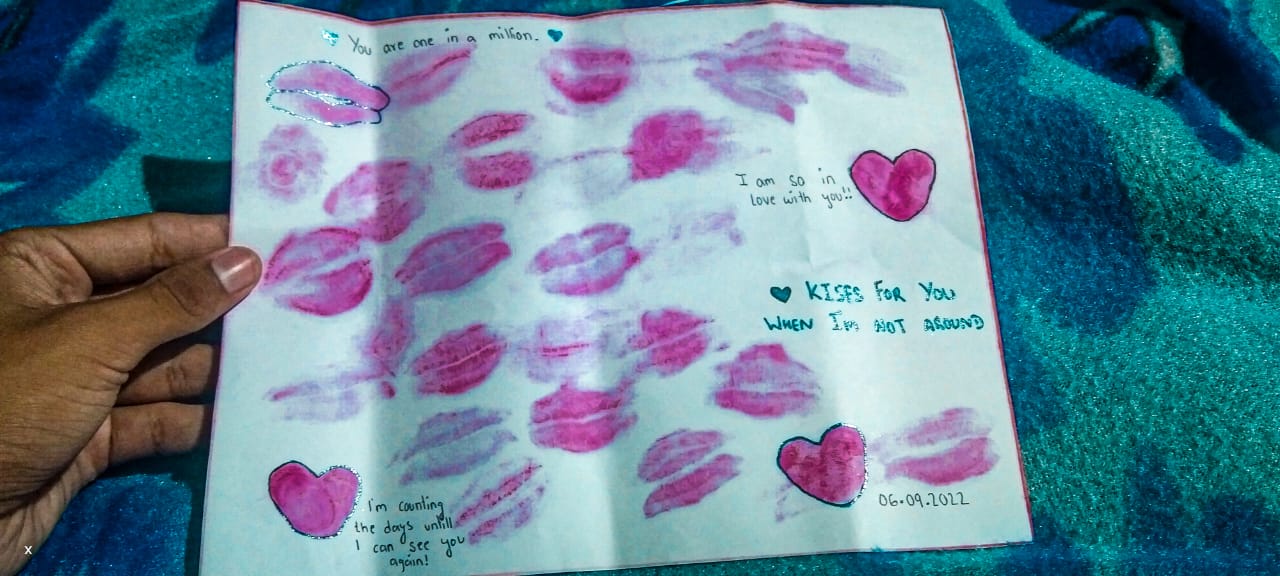 You are one in a million.
I am so in
love with you!!
KISES FOR YOU
WHEN I'm NOT AROUND
I'm counting
the days untill
I can see you
again!
06.09.2022
x